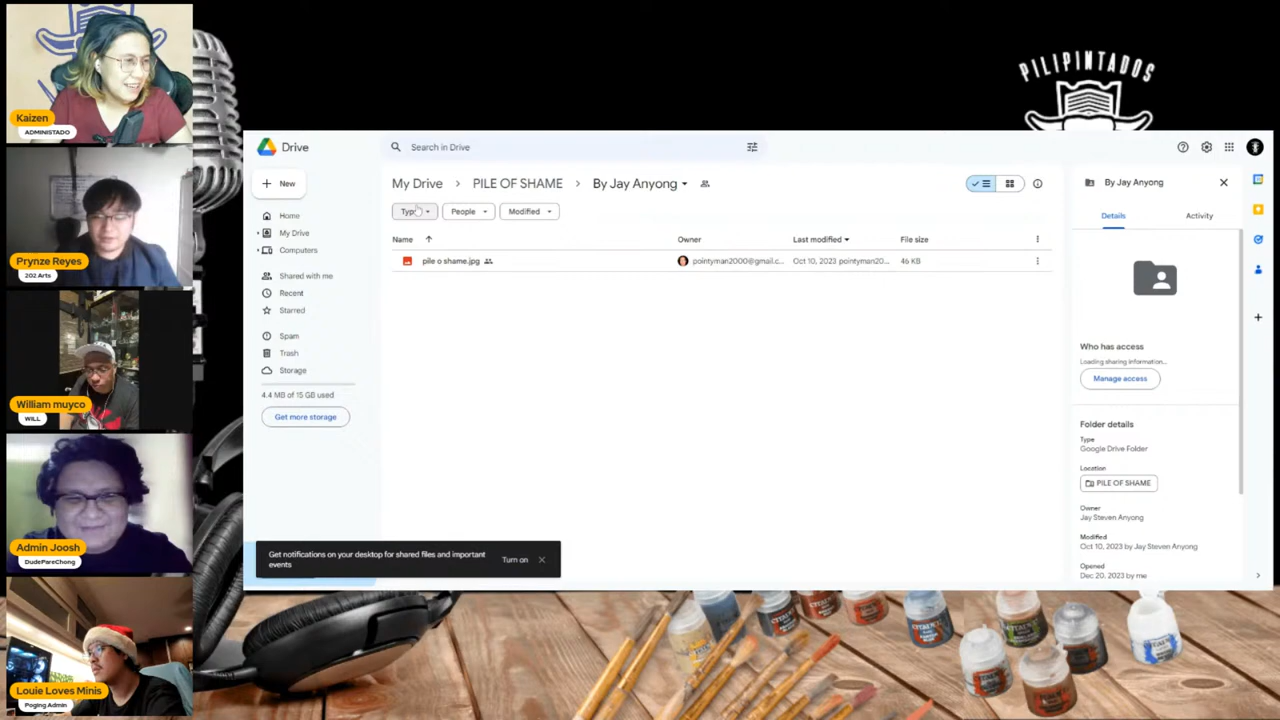 Kaizen
ADMINISTADO
Prynze Reyes
202 Arts
William muyco
WILL
Admin Joosh
DudePareChong
Louie Loves Minis
Poging Admin
PILIPINTADOS
Drive
Search in Drive
New
Home
My Drive
Computers
Shared with me
Recent
Starred
Spam
Trash
Storage
4.4 MB of 15 GB used
Get more storage
My Drive > PILE OF SHAME > By Jay Anyong
Type People Modified
Name Owner Last modified File size
pile o shame.jpg pointyman2000@gmail.c... Oct 10, 2023 pointyman20... 46 KB
Get notifications on your desktop for shared files and important
events
Turn on
By Jay Anyong
Details Activity
Who has access
Loading sharing information...
Manage access
Folder details
Type
Google Drive Folder
Location
PILE OF SHAME
Owner
Jay Steven Anyong
Modified
Oct 10, 2023 by Jay Steven Anyong
Opened
Dec 20, 2023 by me
CITADEL